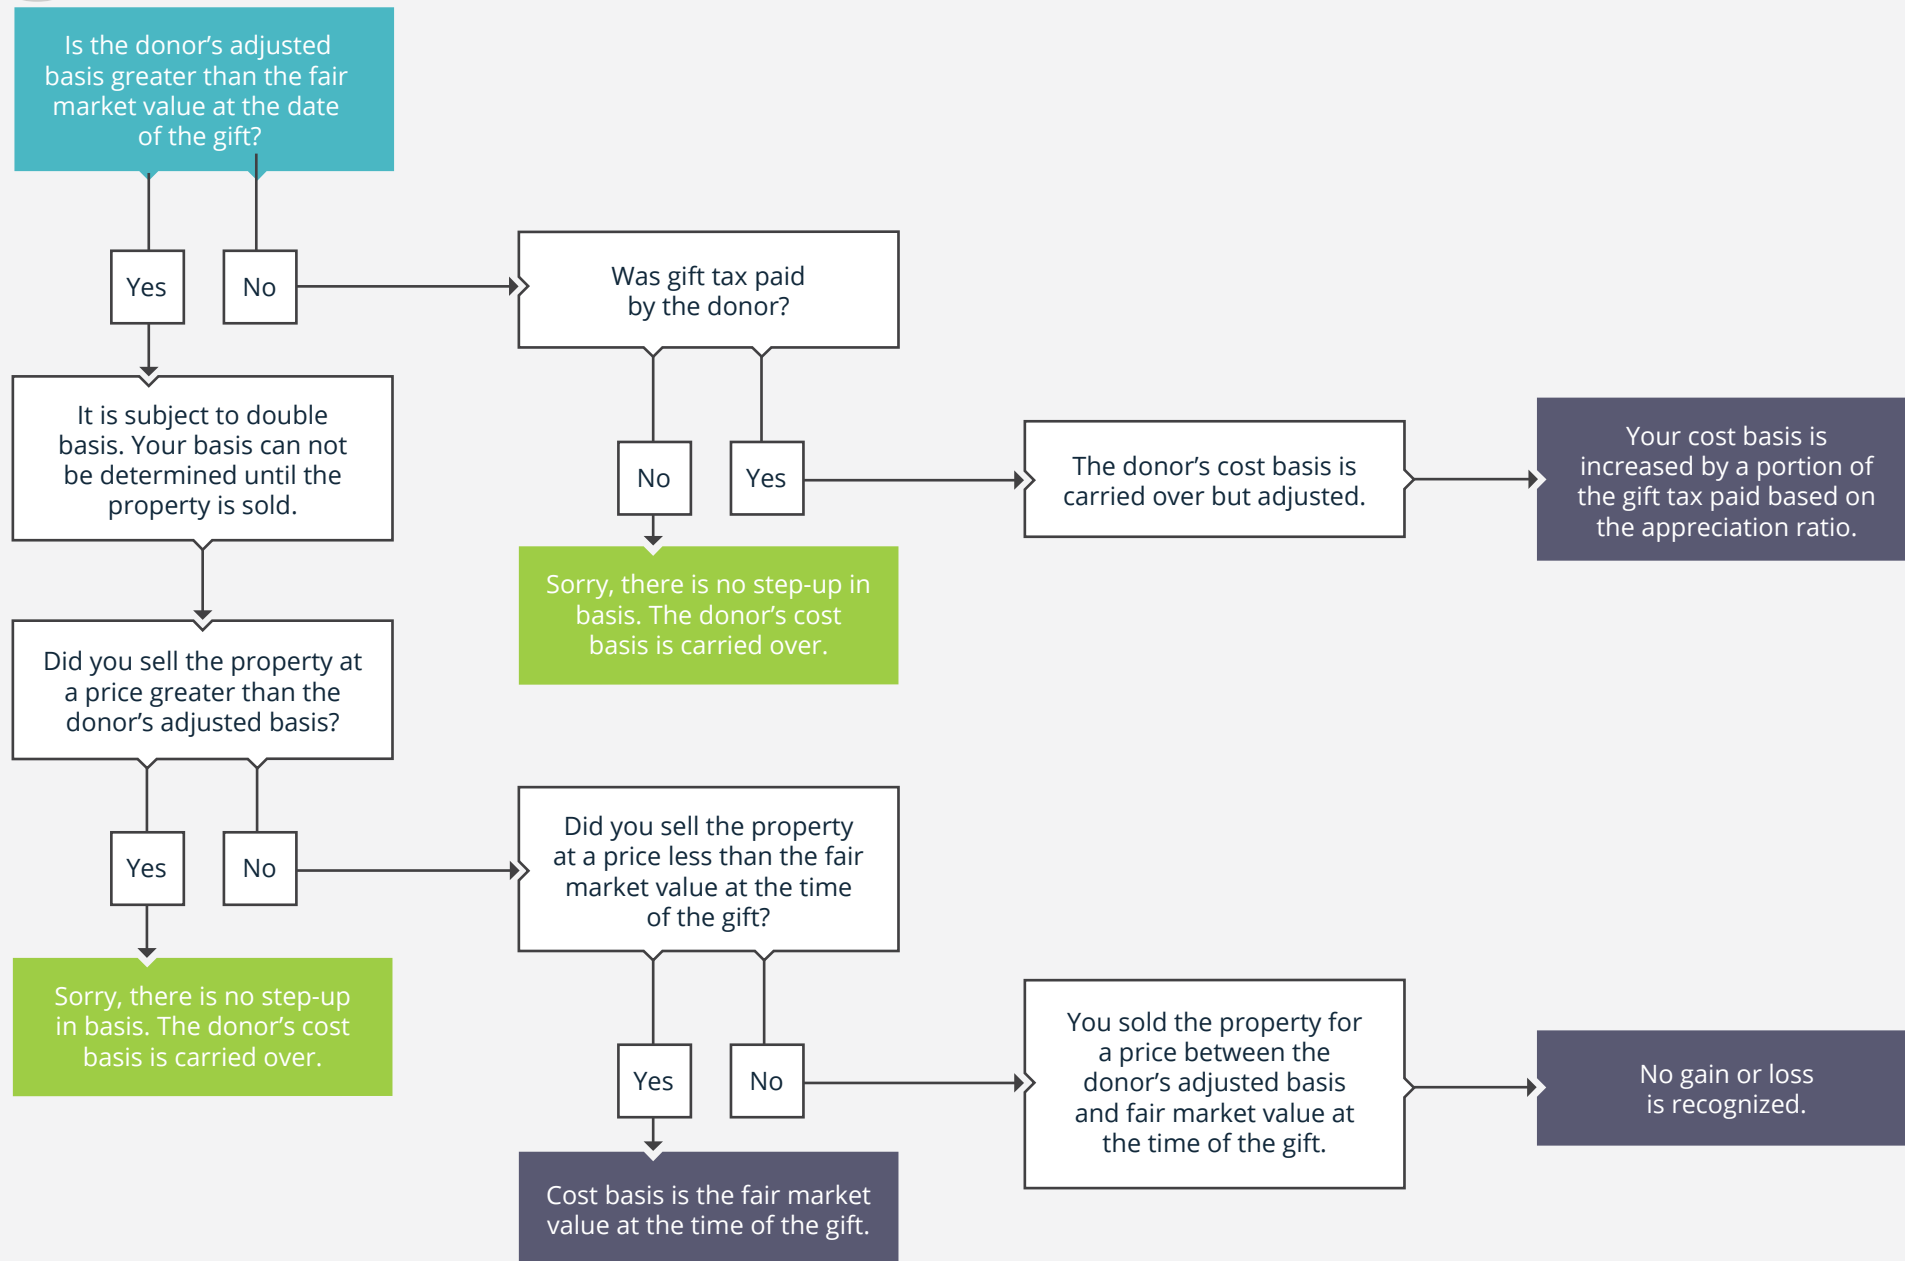 Is the donor’s adjusted
basis greater than the fair
market value at the date
of the gift?
Yes
No
Was gift tax paid
by the donor?
It is subject to double
basis. Your basis can not
be determined until the
property is sold.
No
Yes
The donor’s cost basis is
carried over but adjusted.
Your cost basis is
increased by a portion of
the gift tax paid based on
the appreciation ratio.
Sorry, there is no step-up in
basis. The donor’s cost
basis is carried over.
Did you sell the property at
a price greater than the
donor’s adjusted basis?
Yes
No
Did you sell the property
at a price less than the fair
market value at the time
of the gift?
Sorry, there is no step-up
in basis. The donor’s cost
basis is carried over.
Yes
No
You sold the property for
a price between the
donor’s adjusted basis
and fair market value at
the time of the gift.
No gain or loss
is recognized.
Cost basis is the fair market
value at the time of the gift.